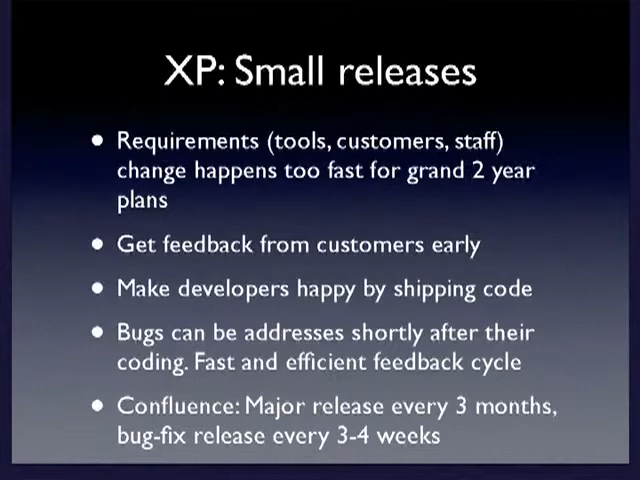 XP: Small releases
• Requirements (tools, customers, staff)
change happens too fast for grand 2 year
plans
• Get feedback from customers early
• Make developers happy by shipping code
• Bugs can be addresses shortly after their
coding. Fast and efficient feedback cycle
• Confluence: Major release every 3 months,
bug-fix release every 3-4 weeks